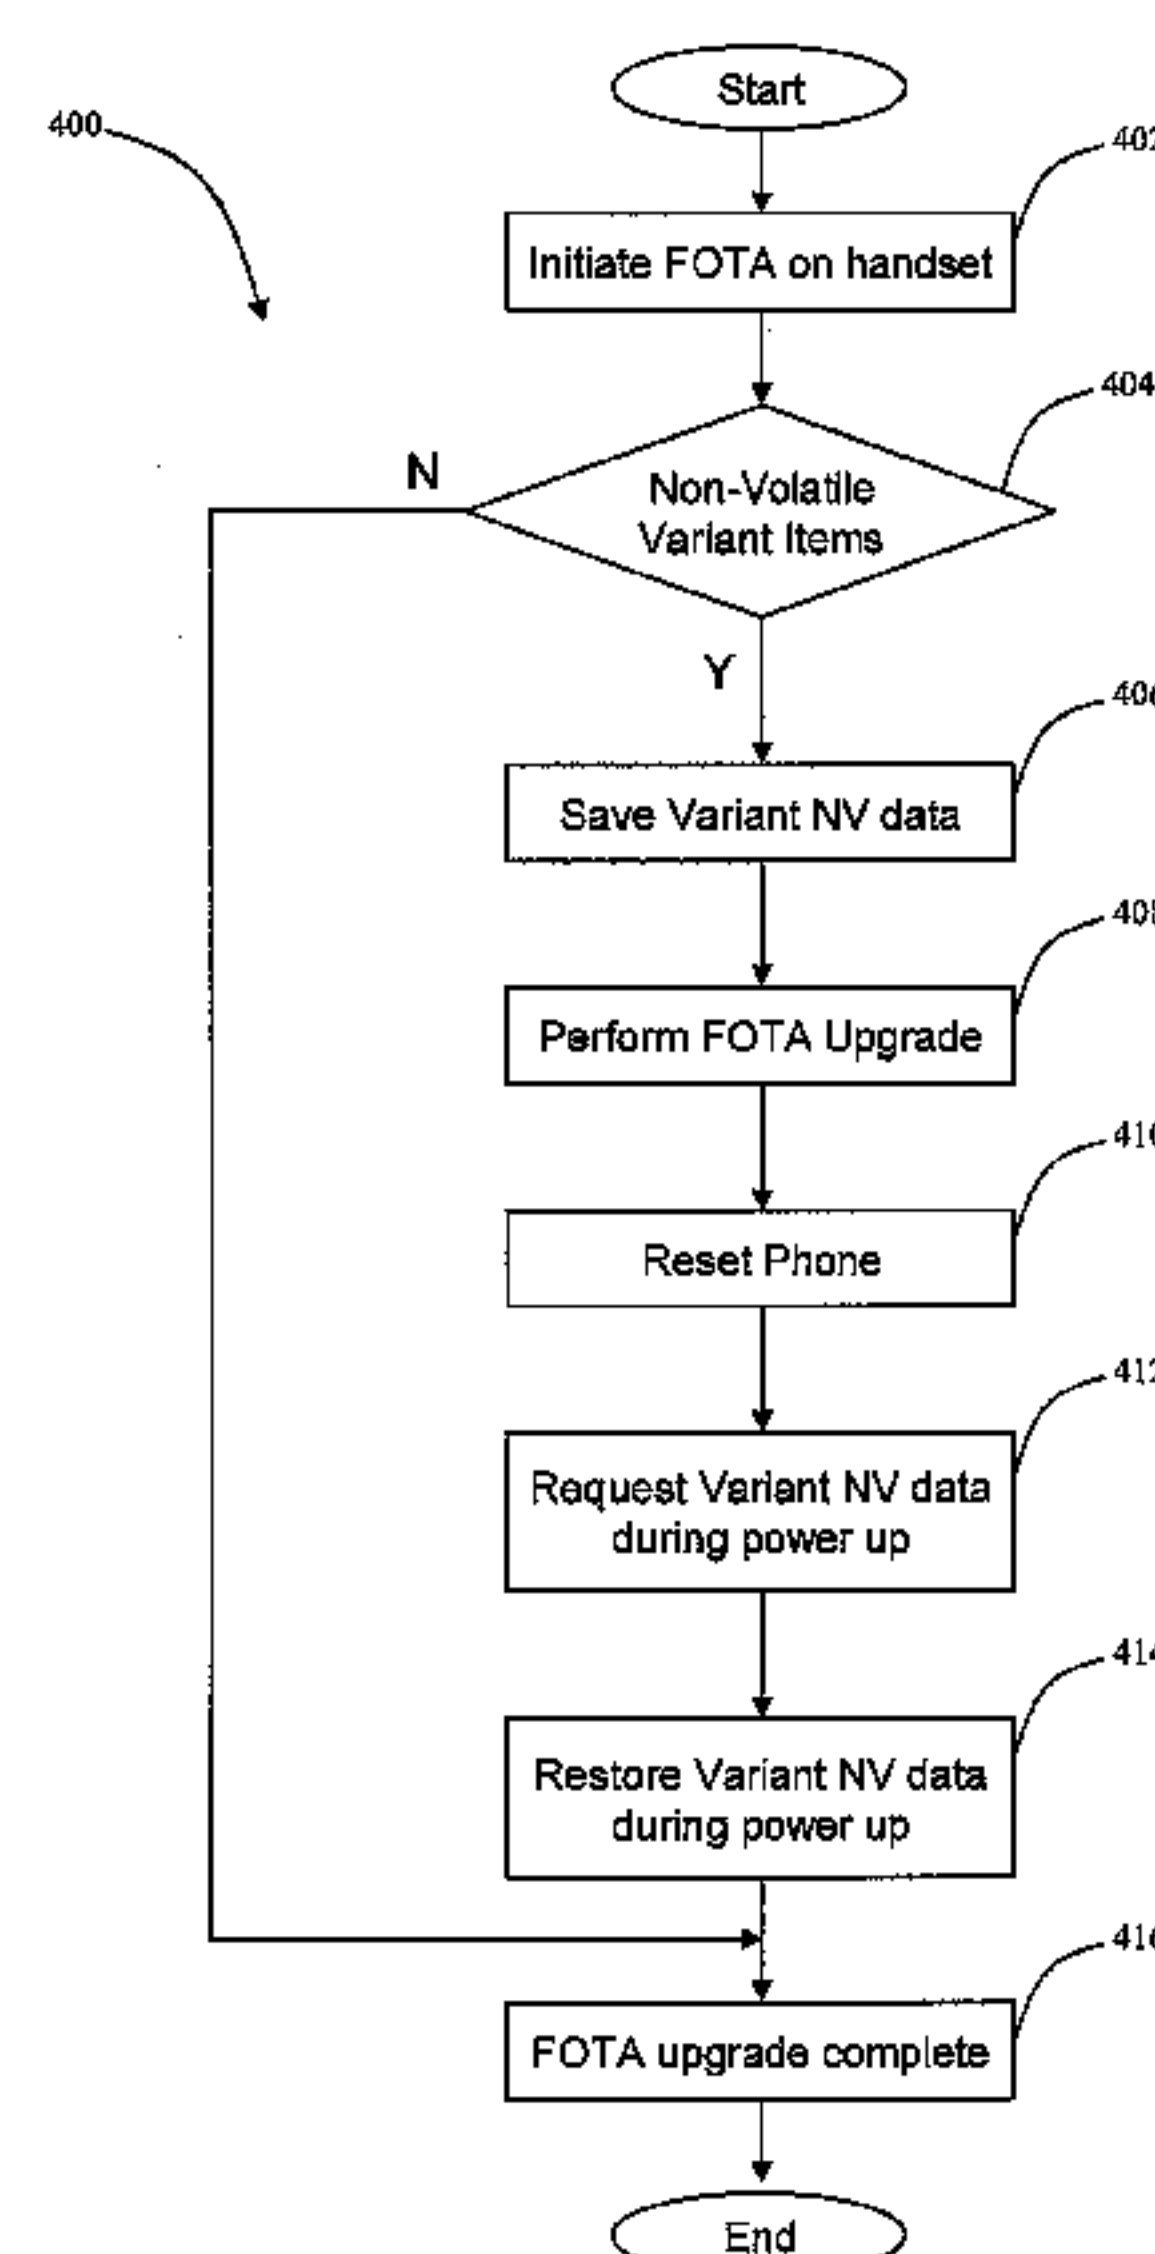 Start
400
Initiate FOTA on handset
404
N
Non-Volatile
Variant Items
Y
Save Variant NV data
Perform FOTA Upgrade
Reset Phone
Request Variant NV data
during power up
Restore Variant NV data
during power up
FOTA upgrade complete
End